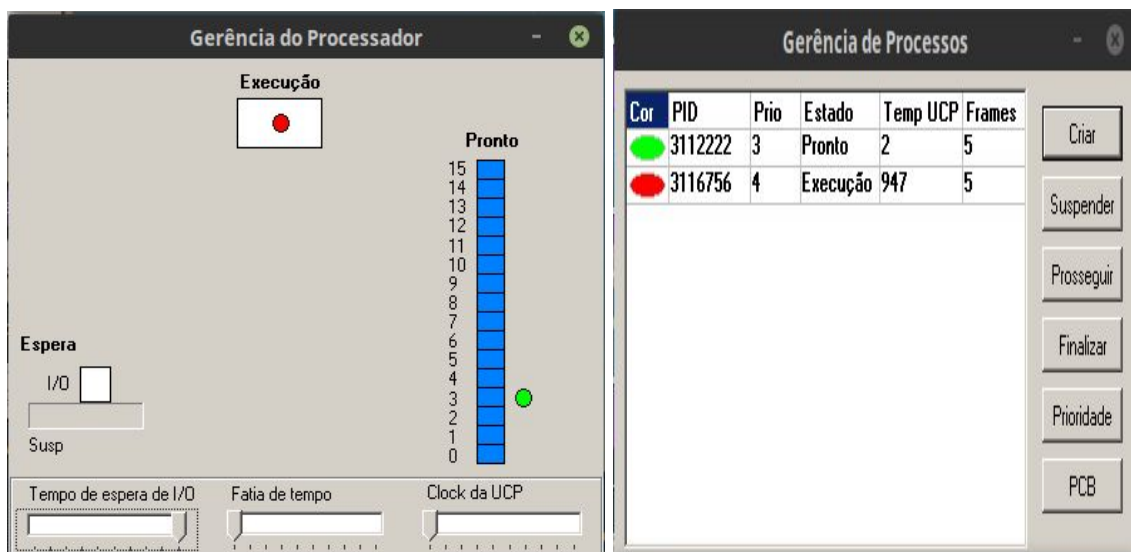 Gerência do Processador
Execução
Pronto
15
14
13
12
11
10
9
8
7
6
5
4
3
2
1
0
Espera
I/O
Susp
Tempo de espera de I/O Fatia de tempo Clock da UCP
Gerência de Processos
Cor PID Prio Estado Temp UCP Frames
3112222 3 Pronto 2 5
3116756 4 Execução 947 5
Criar
Suspender
Prosseguir
Finalizar
Prioridade
PCB